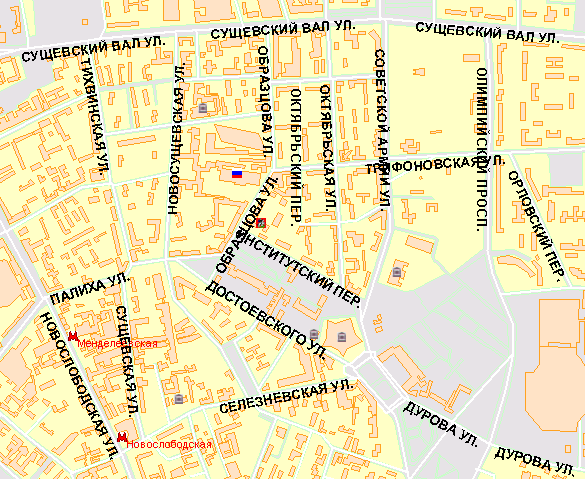 СУЩЕВСКИЙ ВАЛ УЛ.
СУЩЕВСКИЙ ВАЛ УЛ.
СУЩЕВСКИЙ ВАЛ УЛ.
ТИХВИНСКАЯ УЛ.
НОВОСУЩЕВСКАЯ УЛ.
ОБРАЗЦОВА УЛ.
ОКТЯБРЬСКИЙ ПЕР.
ОКТЯБРЬСКАЯ УЛ.
СОВЕТСКОЙ АРМИИ УЛ.
ОЛИМПИЙСКИЙ ПРОСП.
ТРИФОНОВСКАЯ УЛ.
ОРЛОВСКИЙ ПЕР.
ОБРАЗЦОВА УЛ.
ИНСТИТУТСКИЙ ПЕР.
ПАЛИХА УЛ.
ДОСТОЕВСКОГО УЛ.
НОВОСЛОБОДСКАЯ УЛ.
СУЩЕВСКАЯ УЛ.
Менделеевская
СЕЛЕЗНЕВСКАЯ УЛ.
Новослободская
ДУРОВА УЛ.
ДУРОВА УЛ.